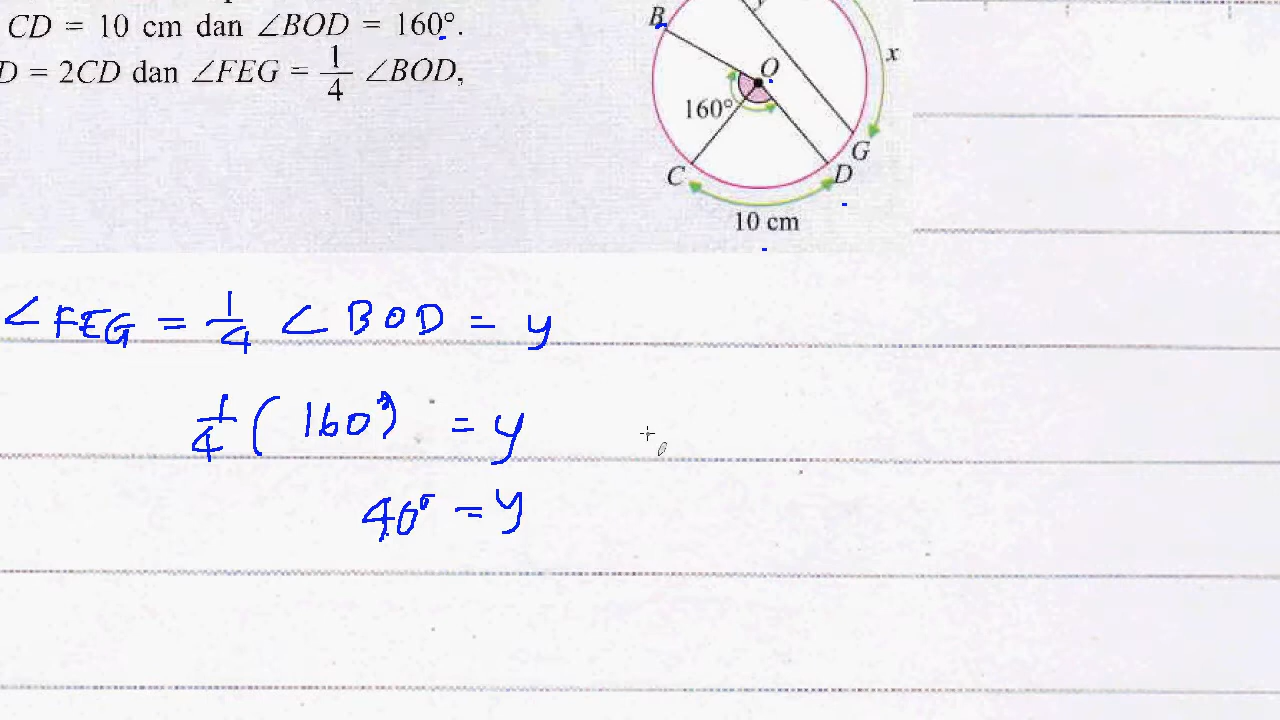 CD = 10 cm dan ∠BOD = 160°.
D = 2CD dan ∠FEG = 1/4 ∠BOD,
B
x
O
160°
G
C
D
10 cm
∠FEG = 1/4 ∠BOD = y
1/4 (160°) = y
40° = y